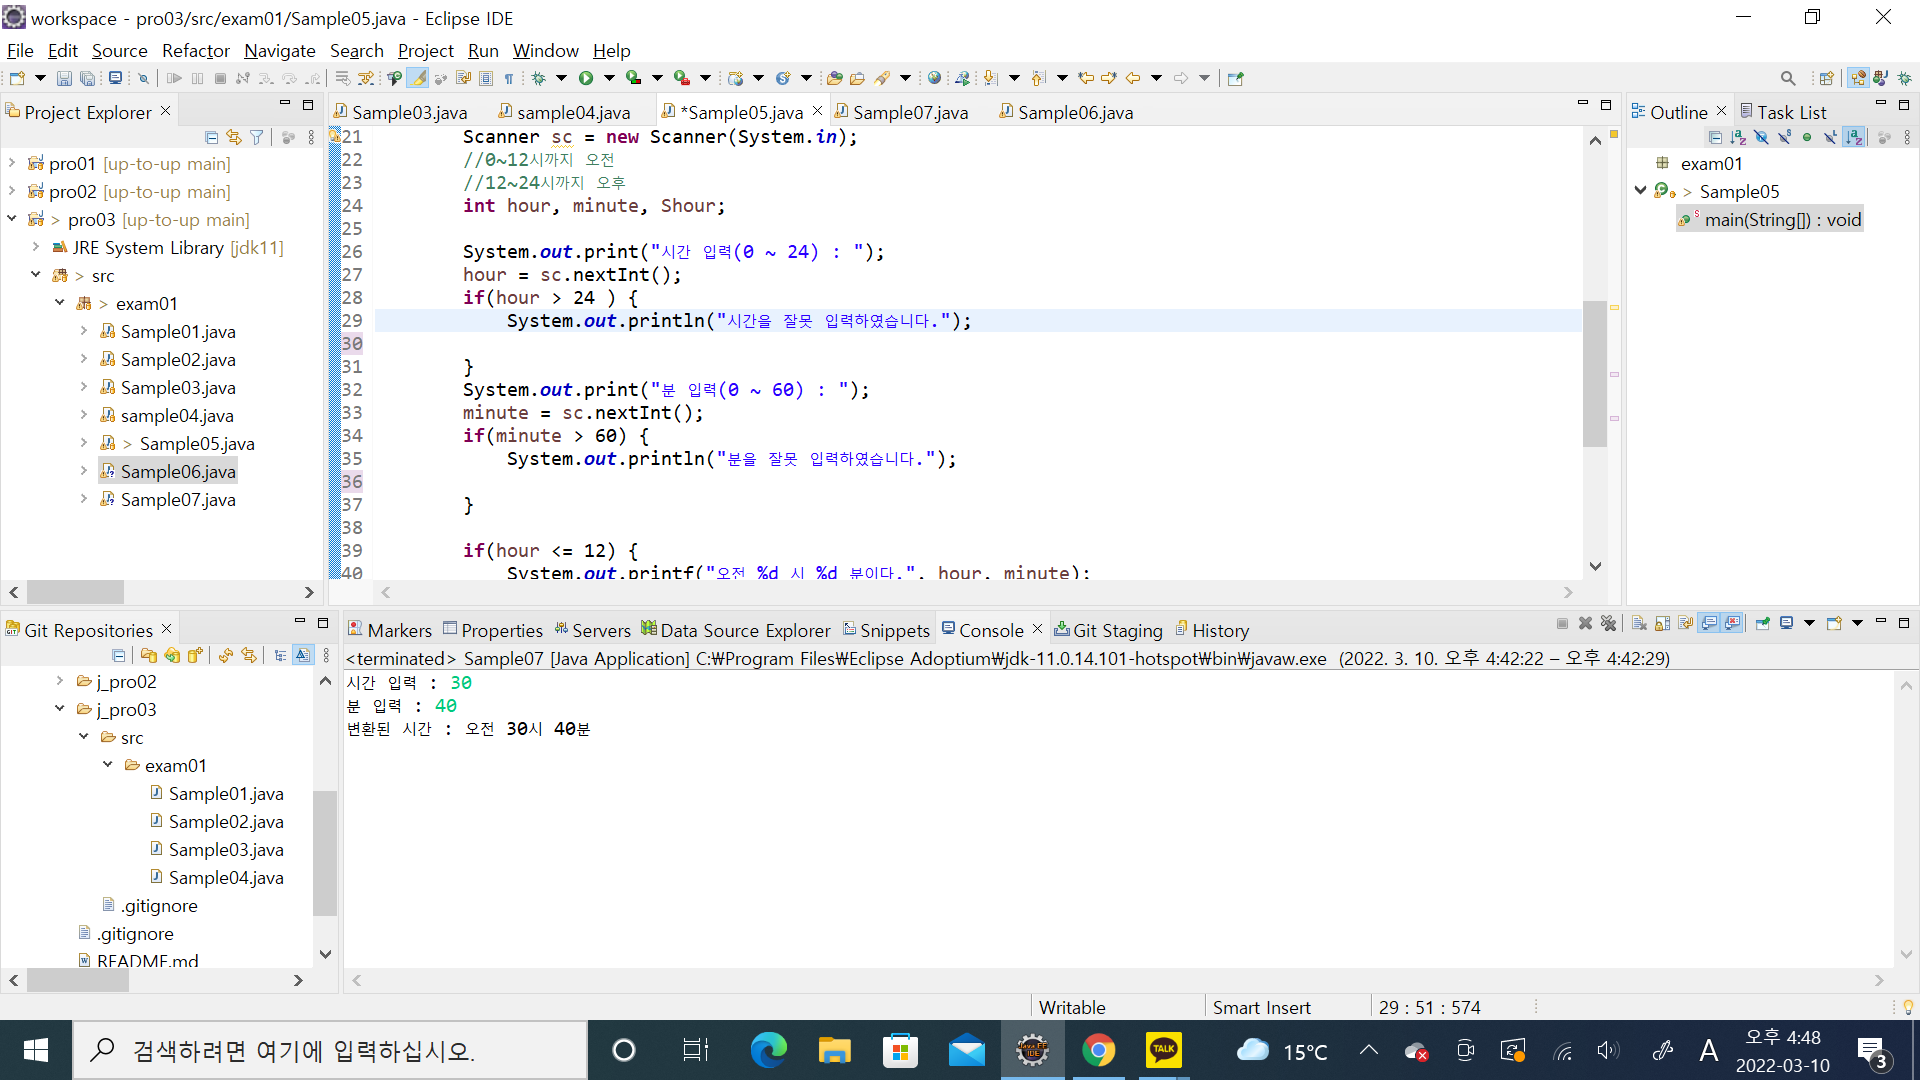 workspace - pro03/src/exam01/Sample05.java - Eclipse IDE
File Edit Source Refactor Navigate Search Project Run Window Help
Project Explorer
pro01 [up-to-up main]
pro02 [up-to-up main]
> pro03 [up-to-up main]
JRE System Library [jdk11]
> src
> exam01
Sample01.java
Sample02.java
Sample03.java
sample04.java
> Sample05.java
Sample06.java
Sample07.java
Sample03.java sample04.java *Sample05.java Sample07.java Sample06.java
21 Scanner sc = new Scanner(System.in);
22 //0~12시까지 오전
23 //12~24시까지 오후
24 int hour, minute, Shour;
25
26 System.out.print("시간 입력(0 ~ 24) : ");
27 hour = sc.nextInt();
28 if(hour > 24 ) {
29 System.out.println("시간을 잘못 입력하였습니다.");
30
31 }
32 System.out.print("분 입력(0 ~ 60) : ");
33 minute = sc.nextInt();
34 if(minute > 60) {
35 System.out.println("분을 잘못 입력하였습니다.");
36
37 }
38
39 if(hour <= 12) {
40 System.out.printf("오전 %d 시 %d 분이다.", hour, minute);
Outline Task List
exam01
> Sample05
main(String[]) : void
Git Repositories
j_pro02
j_pro03
src
exam01
Sample01.java
Sample02.java
Sample03.java
Sample04.java
.gitignore
.gitignore
README.md
Markers Properties Servers Data Source Explorer Snippets Console Git Staging History
<terminated> Sample07 [Java Application] C:₩Program Files₩Eclipse Adoptium₩jdk-11.0.14.101-hotspot₩bin₩javaw.exe (2022. 3. 10. 오후 4:42:22 – 오후 4:42:29)
시간 입력 : 30
분 입력 : 40
변환된 시간 : 오전 30시 40분
Writable Smart Insert 29 : 51 : 574
검색하려면 여기에 입력하십시오.
Java EE
IDE
TALK
15°C
A
오후 4:48
2022-03-10
3